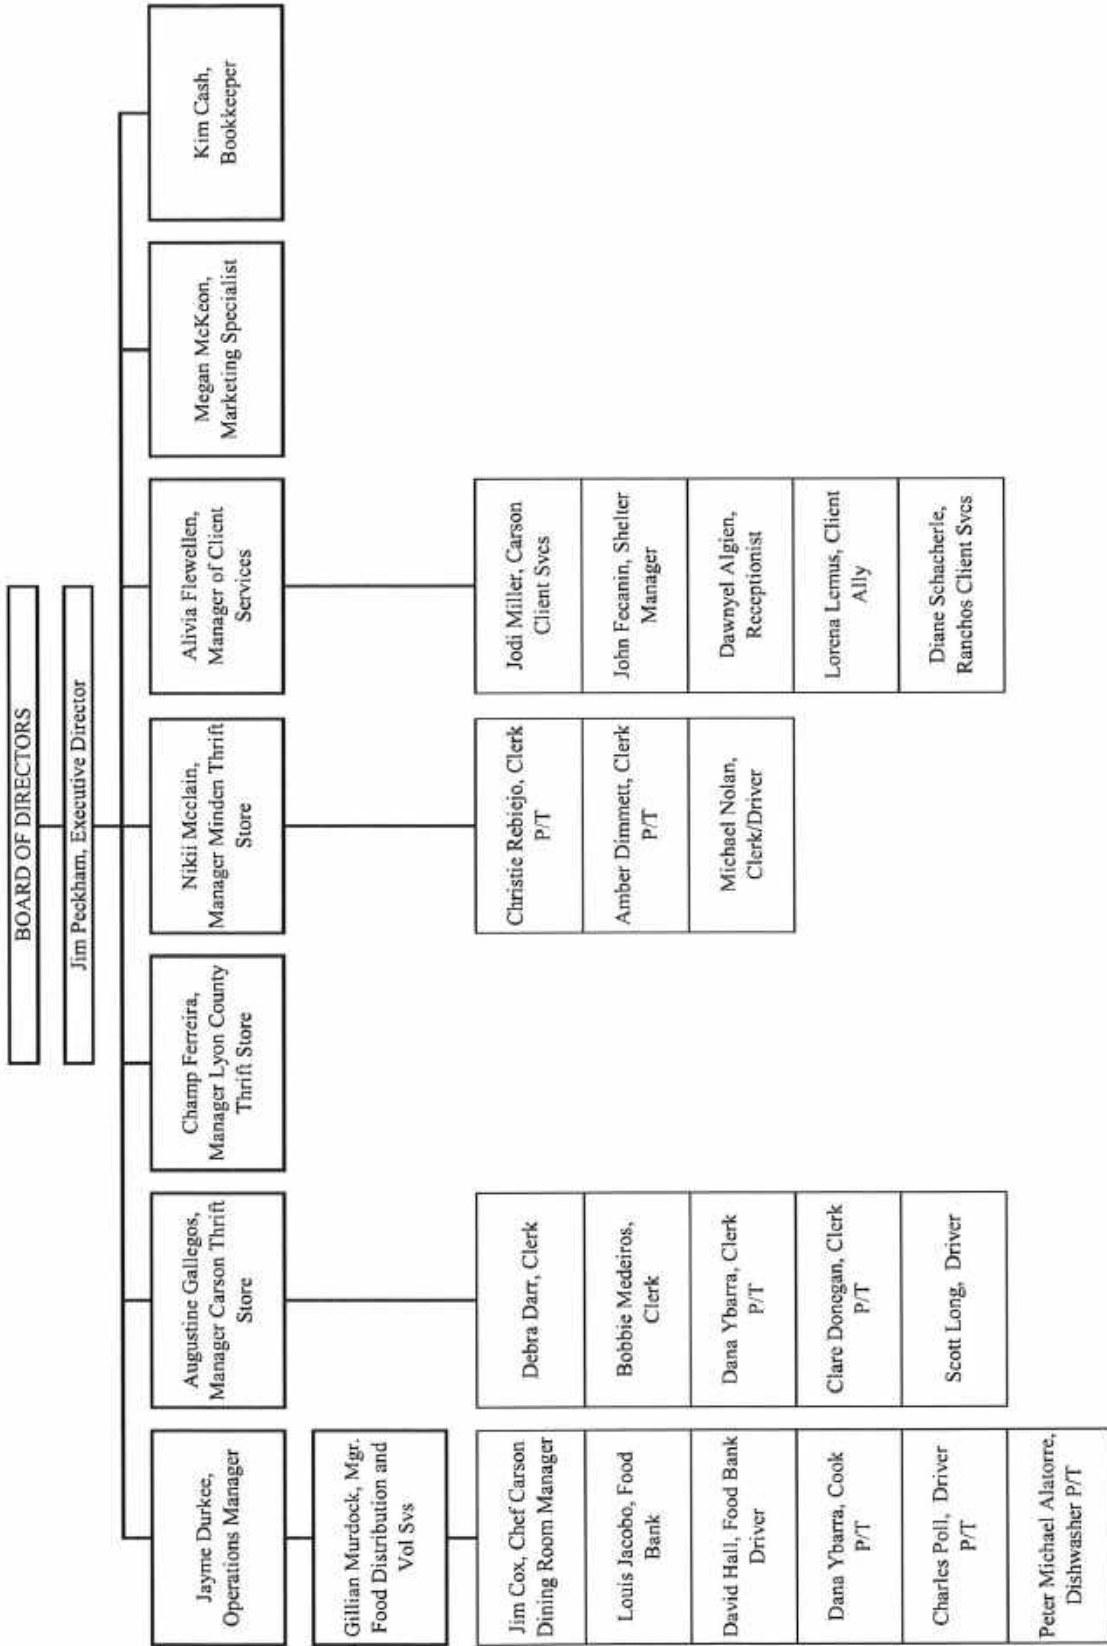 BOARD OF DIRECTORS
Jim Peckham, Executive Director
Jayme Durkee,
Operations Manager
Augustine Gallegos,
Manager Carson Thrift
Store
Champ Ferreira,
Manager Lyon County
Thrift Store
Nikii Mcclain,
Manager Minden Thrift
Store
Alivia Flewellen,
Manager of Client
Services
Megan McKeon,
Marketing Specialist
Kim Cash,
Bookkeeper
Gillian Murdock, Mgr.
Food Distribution and
Vol Svs
Jim Cox, Chef Carson
Dining Room Manager
Louis Jacobo, Food
Bank
David Hall, Food Bank
Driver
Dana Ybarra, Cook
P/T
Charles Poll, Driver
P/T
Peter Michael Alatorre,
Dishwasher P/T
Debra Darr, Clerk
Bobbie Medeiros,
Clerk
Dana Ybarra, Clerk
P/T
Clare Donegan, Clerk
P/T
Scott Long, Driver
Christie Rebiejo, Clerk
P/T
Amber Dimmett, Clerk
P/T
Michael Nolan,
Clerk/Driver
Jodi Miller, Carson
Client Svcs
John Fecanin, Shelter
Manager
Dawnyel Algien,
Receptionist
Lorena Lemus, Client
Ally
Diane Schacherle,
Ranchos Client Svcs